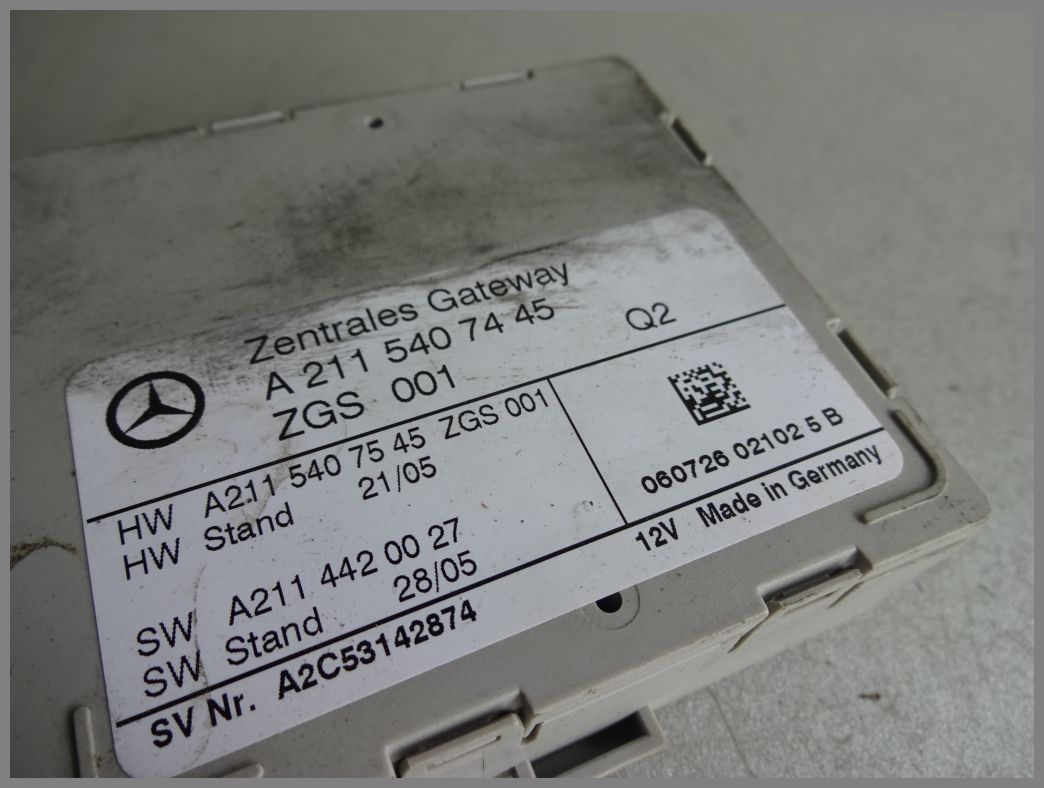 Zentrales Gateway
A 211 540 74 45
ZGS 001
Q2
HW A211 540 75 45 ZGS 001
HW Stand 21/05
SW A211 442 00 27
SW Stand 28/05
060726 02102 5 B
SV Nr. A2C53142874
12V Made in Germany